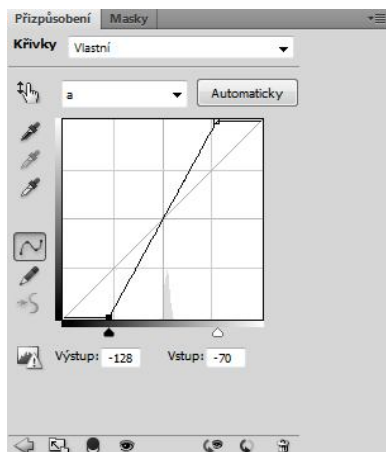 Přizpůsobení Masky
Křivky Vlastní
a Automaticky
Výstup: -128 Vstup: -70